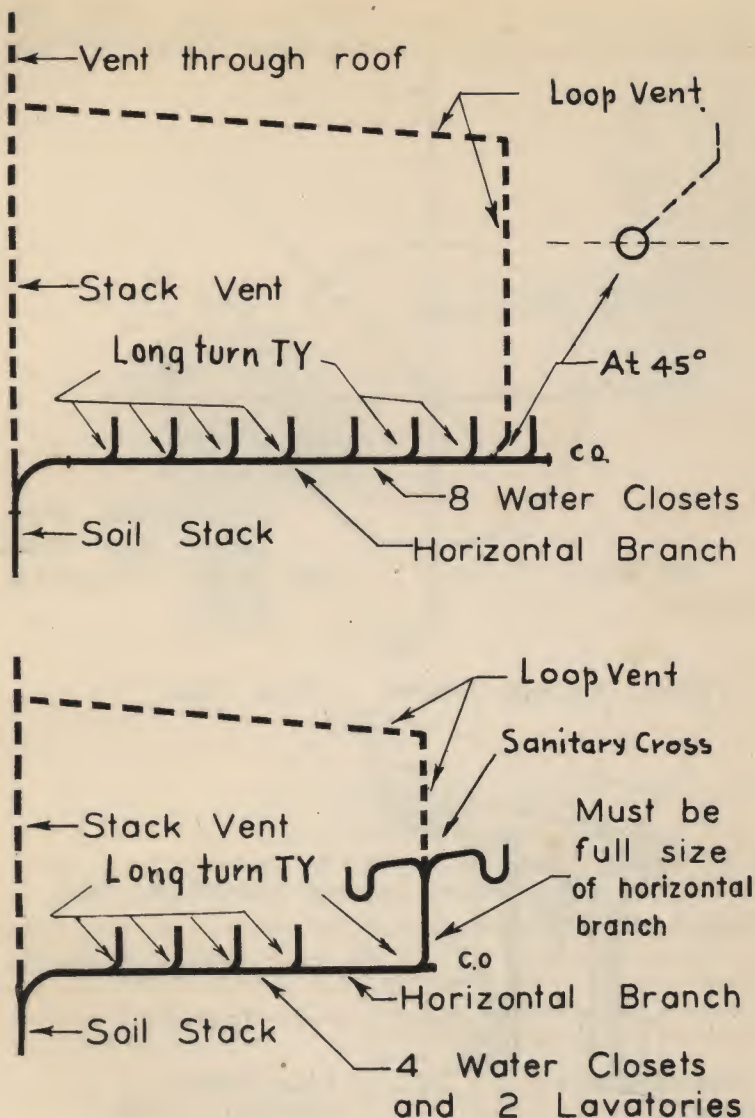 Vent through roof
Loop Vent
Stack Vent
Long turn TY
At 45°
C.O.
8 Water Closets
Soil Stack
Horizontal Branch
Loop Vent
Sanitary Cross
Stack Vent
Must be
full size
of horizontal
branch
Long turn TY
C.O
Horizontal Branch
Soil Stack
4 Water Closets
and 2 Lavatories